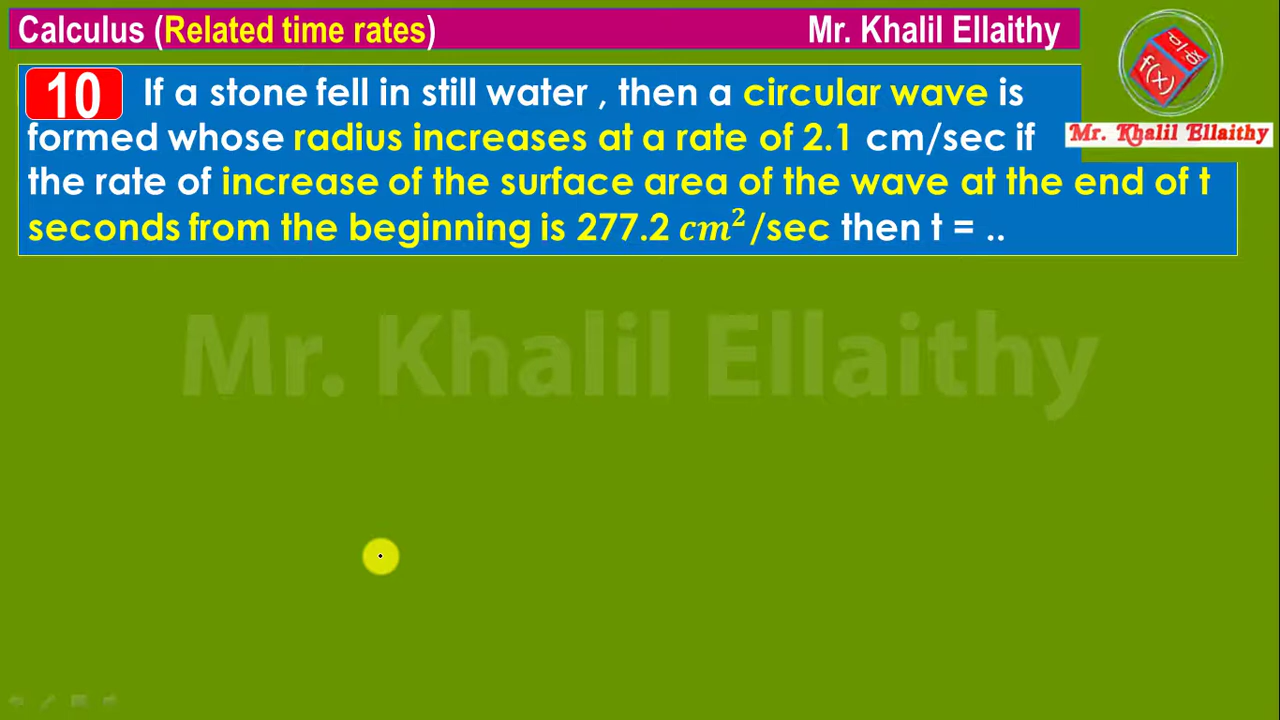 Calculus (Related time rates) Mr. Khalil Ellaithy
10 If a stone fell in still water , then a circular wave is
formed whose radius increases at a rate of 2.1 cm/sec if
the rate of increase of the surface area of the wave at the end of t
seconds from the beginning is 277.2 cm²/sec then t = ..
f(x)
Mr. Khalil Ellaithy
Mr. Khalil Ellaithy